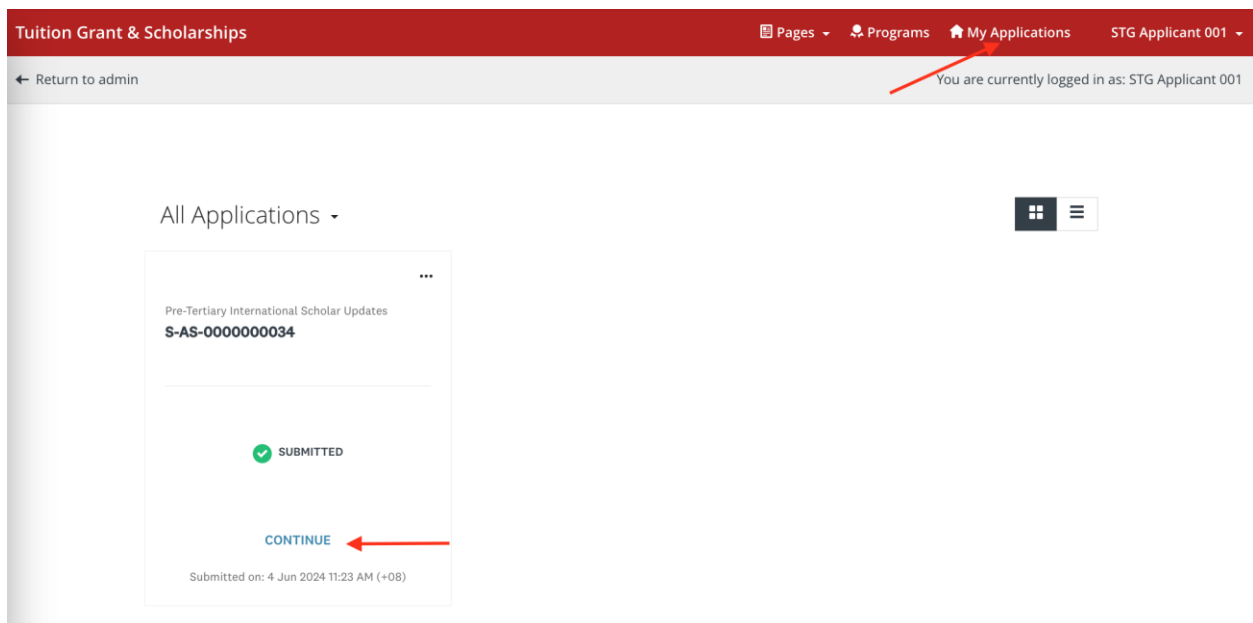 Tuition Grant & Scholarships Pages Programs My Applications STG Applicant 001
Return to admin You are currently logged in as: STG Applicant 001
All Applications
Pre-Tertiary International Scholar Updates
S-AS-0000000034
SUBMITTED
CONTINUE
Submitted on: 4 Jun 2024 11:23 AM (+08)